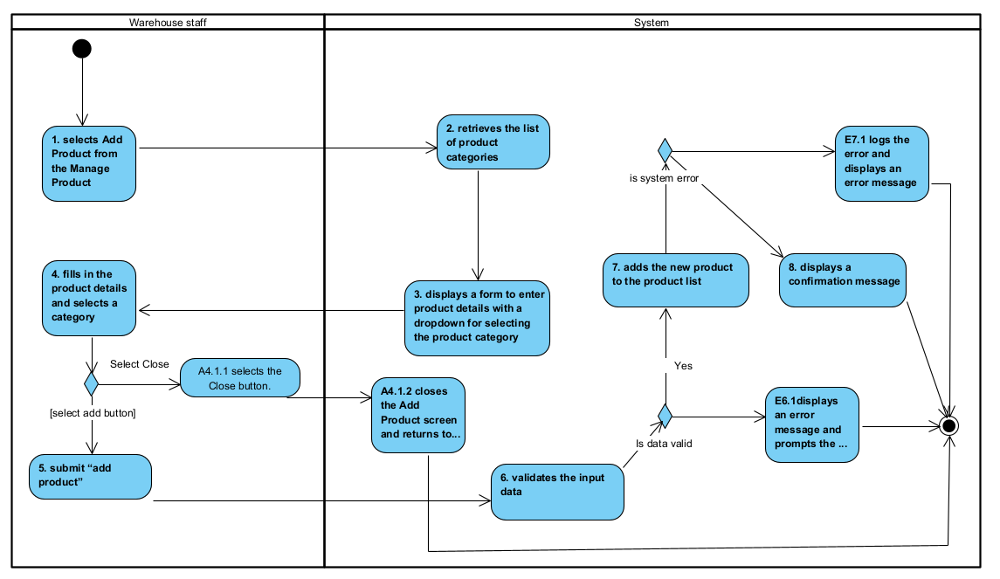 Warehouse staff
System
1. selects Add
Product from
the Manage
Product
2. retrieves the list
of product
categories
E7.1 logs the
error and
displays an
error message
is system error
4. fills in the
product details
and selects a
category
3. displays a form to enter
product details with a
dropdown for selecting
the product category
7. adds the new product
to the product list
8. displays a
confirmation message
Select Close
A4.1.1 selects the
Close button.
Yes
[select add button]
A4.1.2 closes
the Add
Product screen
and returns to...
E6.1displays
an error
message and
prompts the ...
Is data valid
5. submit “add
product”
6. validates the input
data